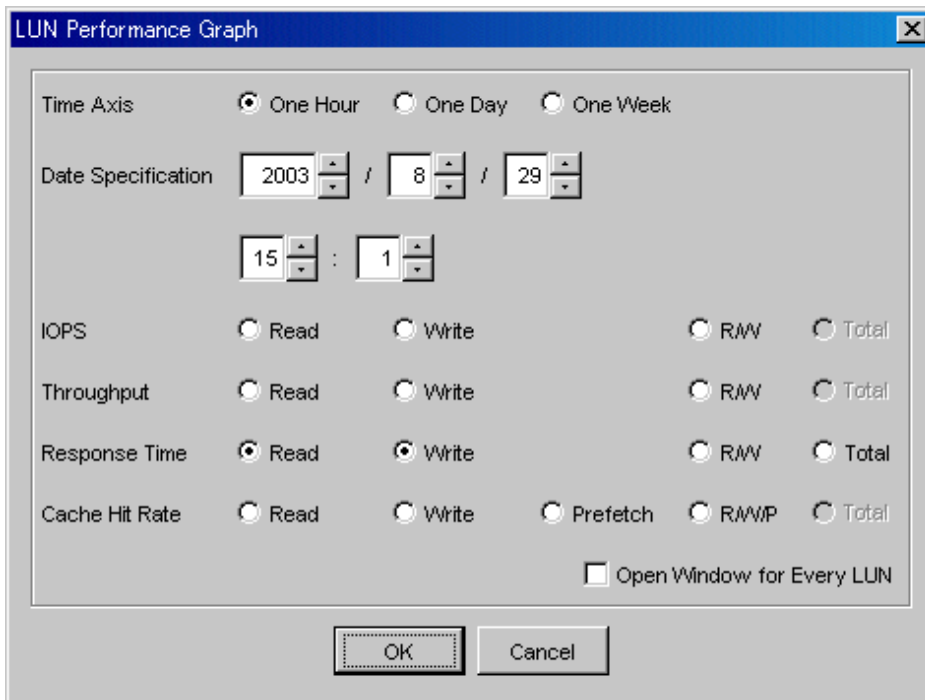 LUN Performance Graph
Time Axis One Hour One Day One Week
Date Specification 2003 / 8 / 29
15 : 1
IOPS Read Write R/W Total
Throughput Read Write R/W Total
Response Time Read Write R/W Total
Cache Hit Rate Read Write Prefetch R/W/P Total
Open Window for Every LUN
OK Cancel